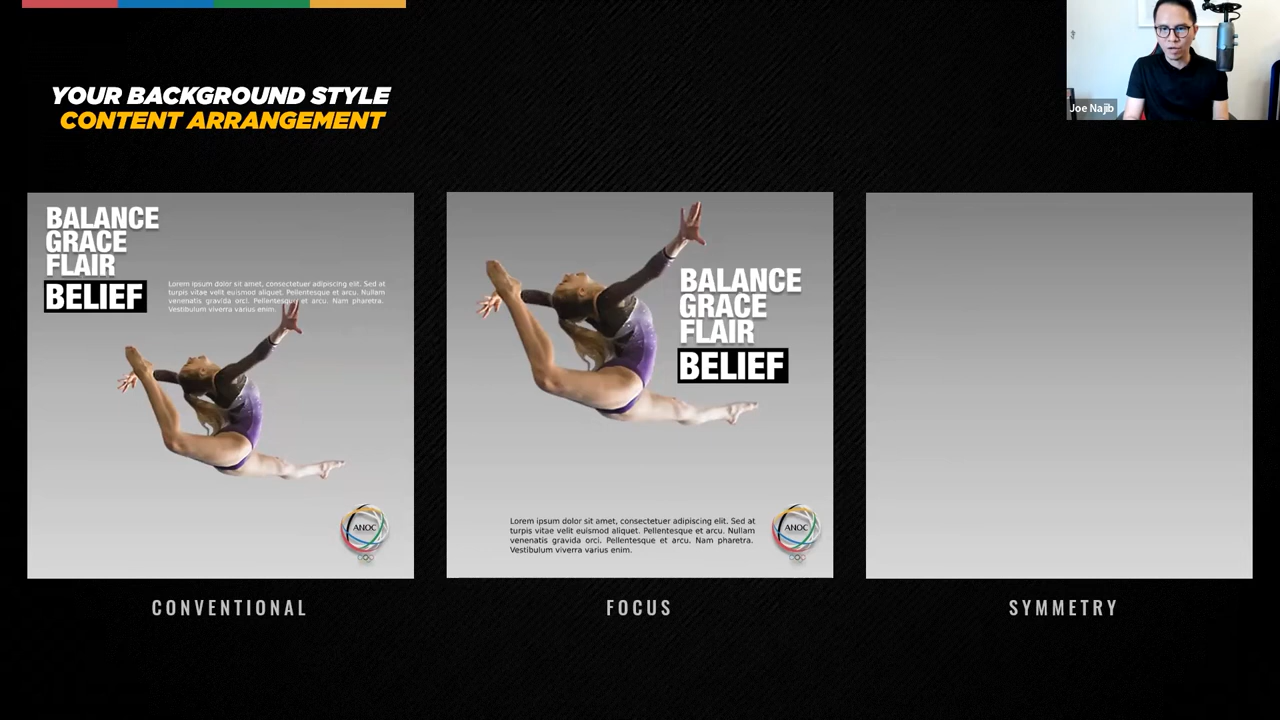 YOUR BACKGROUND STYLE
CONTENT ARRANGEMENT
Joe Najib
BALANCE
GRACE
FLAIR
BELIEF
Lorem ipsum dolor sit amet, consectetuer adipiscing elit. Sed at
turpis vitae velit euismod aliquet. Pellentesque et arcu. Nullam
venenatis gravida orci. Pellentesque et arcu. Nam pharetra.
Vestibulum viverra varius enim.
ANOC
CONVENTIONAL
BALANCE
GRACE
FLAIR
BELIEF
Lorem ipsum dolor sit amet, consectetuer adipiscing elit. Sed at
turpis vitae velit euismod aliquet. Pellentesque et arcu. Nullam
venenatis gravida orci. Pellentesque et arcu. Nam pharetra.
Vestibulum viverra varius enim.
ANOC
FOCUS
SYMMETRY